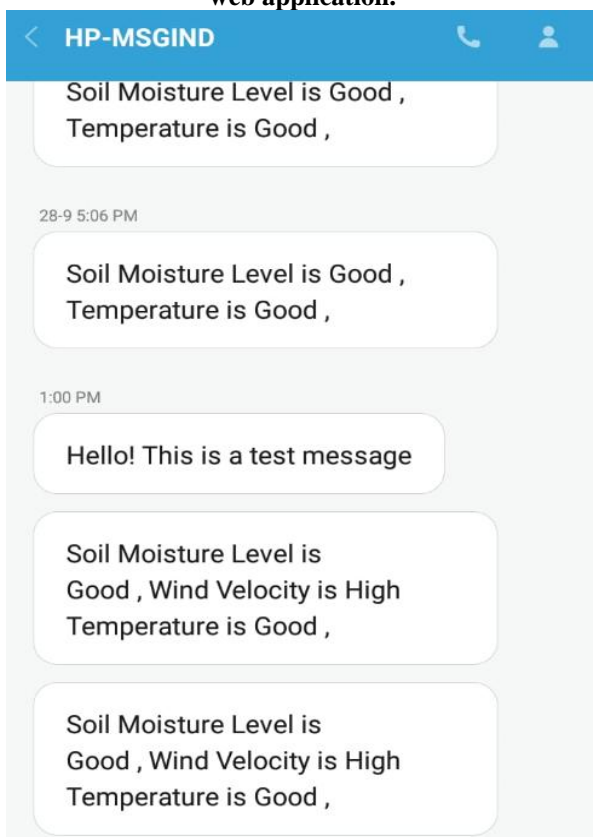 web application.
HP-MSGIND
Soil Moisture Level is Good ,
Temperature is Good ,
28-9 5:06 PM
Soil Moisture Level is Good ,
Temperature is Good ,
1:00 PM
Hello! This is a test message
Soil Moisture Level is
Good , Wind Velocity is High
Temperature is Good ,
Soil Moisture Level is
Good , Wind Velocity is High
Temperature is Good ,